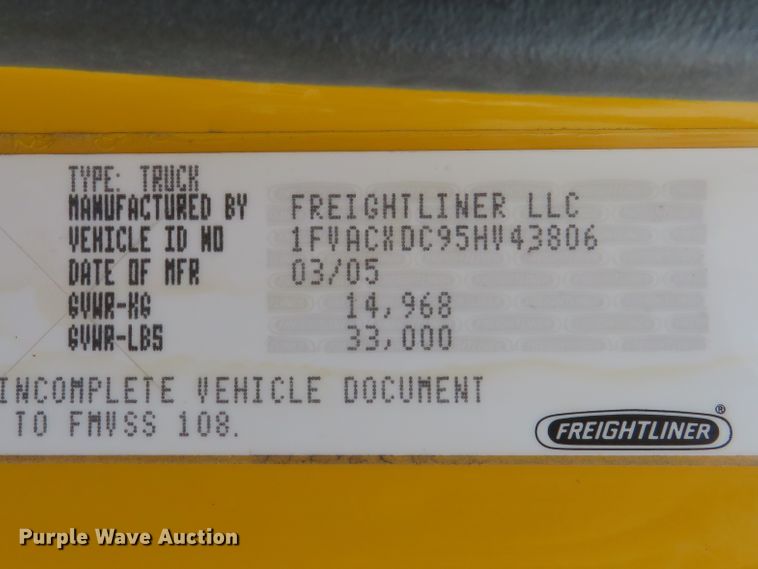 TYPE: TRUCK
MANUFACTURED BY FREIGHTLINER LLC
VEHICLE ID NO 1FVACXDC95HV43806
DATE OF MFR 03/05
GVWR-KG 14,968
GVWR-LBS 33,000
INCOMPLETE VEHICLE DOCUMENT
TO FMVSS 108.
FREIGHTLINER®
Purple Wave Auction